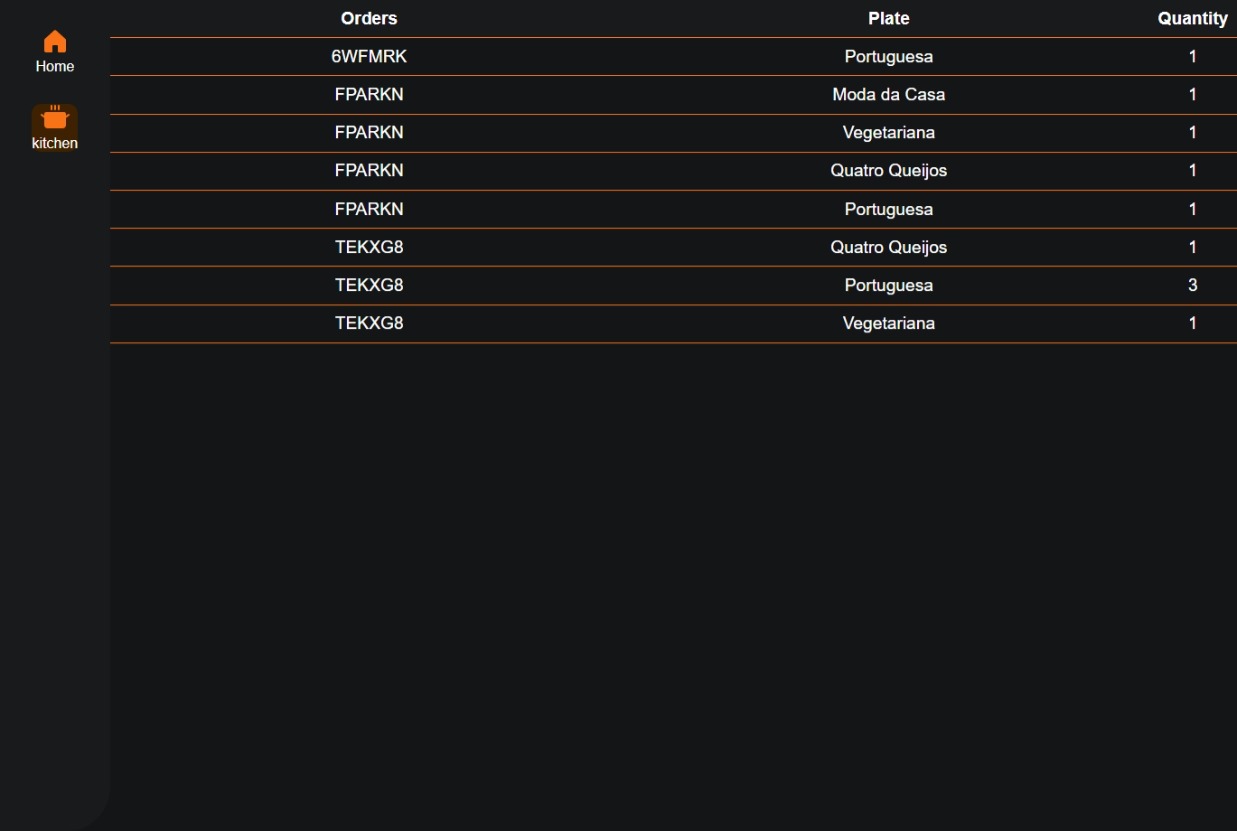 Home
kitchen
Orders Plate Quantity
6WFMRK Portuguesa 1
FPARKN Moda da Casa 1
FPARKN Vegetariana 1
FPARKN Quatro Queijos 1
FPARKN Portuguesa 1
TEKXG8 Quatro Queijos 1
TEKXG8 Portuguesa 3
TEKXG8 Vegetariana 1